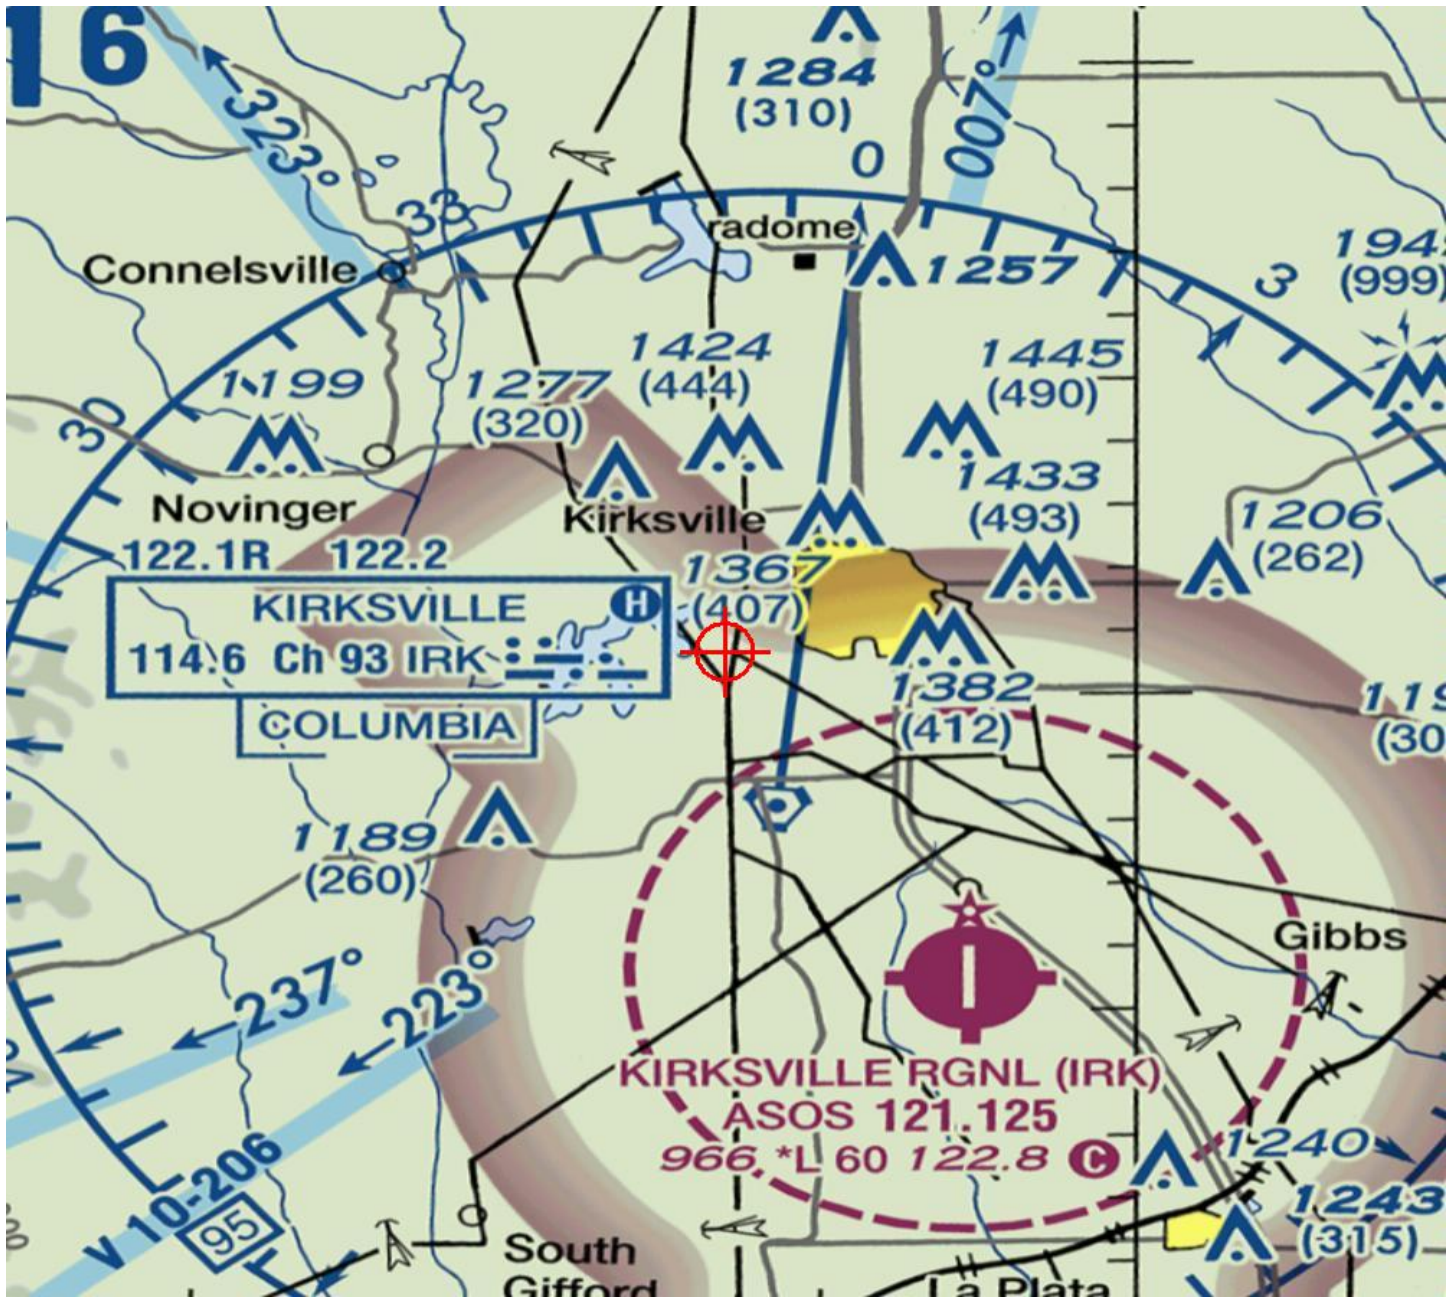 16
323°
1284
(310)
0
007°
33
radome
Connelsville
1257
3
(999)
1199
1277
(320)
1424
(444)
1445
(490)
30
Novinger
Kirksville
1433
(493)
1206
(262)
122.1R 122.2
KIRKSVILLE H
114.6 Ch 93 IRK
COLUMBIA
1367
(407)
1382
(412)
1189
(260)
Gibbs
237°
223°
KIRKSVILLE RGNL (IRK)
ASOS 121.125
966 *L 60 122.8 C
V 10-206
95
1240
1243
(315)
South
Gifford
La Plata